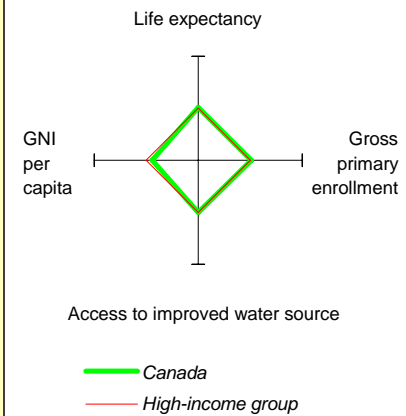 Life expectancy
GNI
per
capita
Gross
primary
enrollment
Access to improved water source
Canada
High-income group